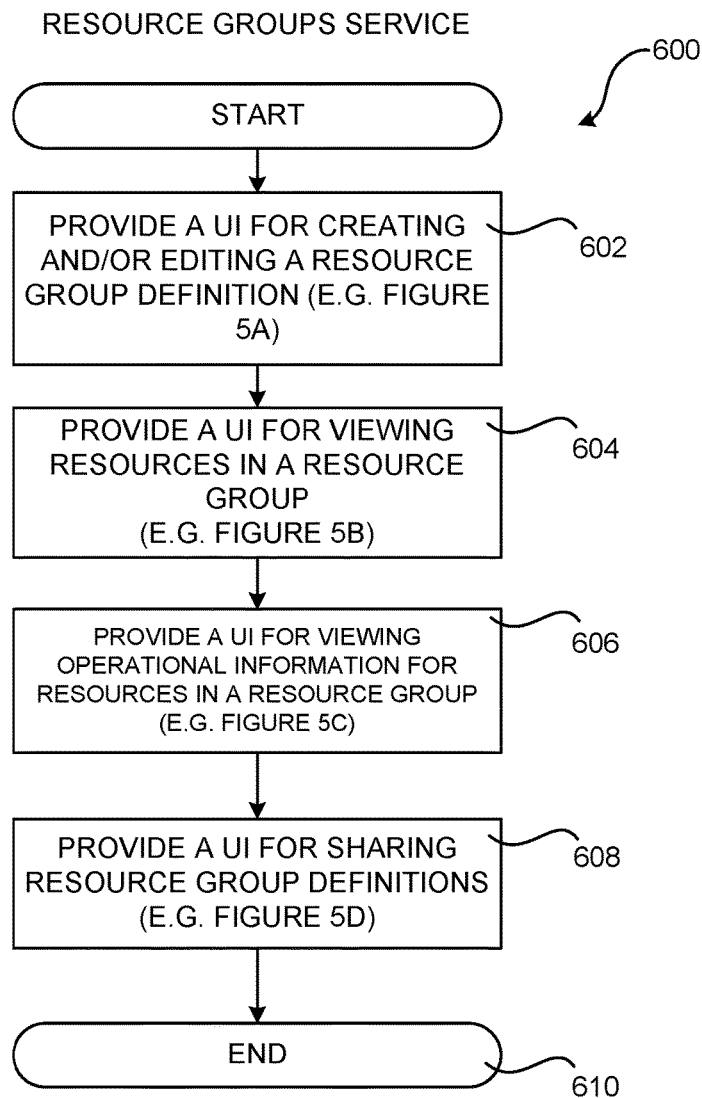 RESOURCE GROUPS SERVICE
600
START
PROVIDE A UI FOR CREATING
AND/OR EDITING A RESOURCE
GROUP DEFINITION (E.G. FIGURE
5A)
602
PROVIDE A UI FOR VIEWING
RESOURCES IN A RESOURCE
GROUP
(E.G. FIGURE 5B)
604
PROVIDE A UI FOR VIEWING
OPERATIONAL INFORMATION FOR
RESOURCES IN A RESOURCE GROUP
(E.G. FIGURE 5C)
606
PROVIDE A UI FOR SHARING
RESOURCE GROUP DEFINITIONS
(E.G. FIGURE 5D)
608
END
610